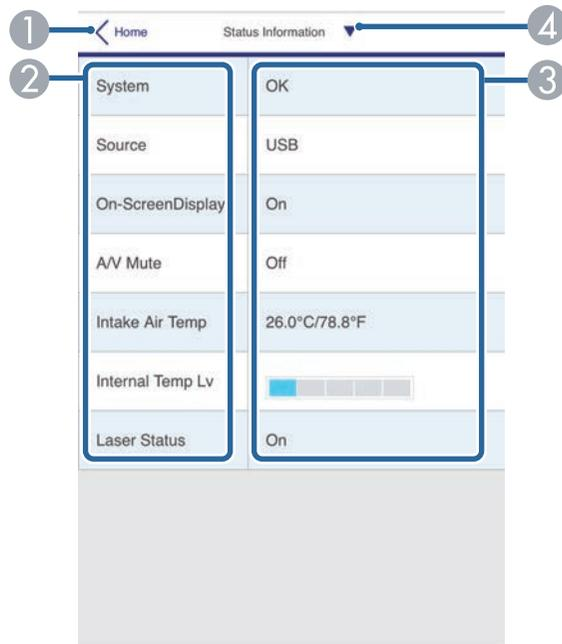 1 Home Status Information ▼ 4
2 3
System OK
Source USB
On-ScreenDisplay On
A/V Mute Off
Intake Air Temp 26.0°C/78.8°F
Internal Temp Lv
Laser Status On